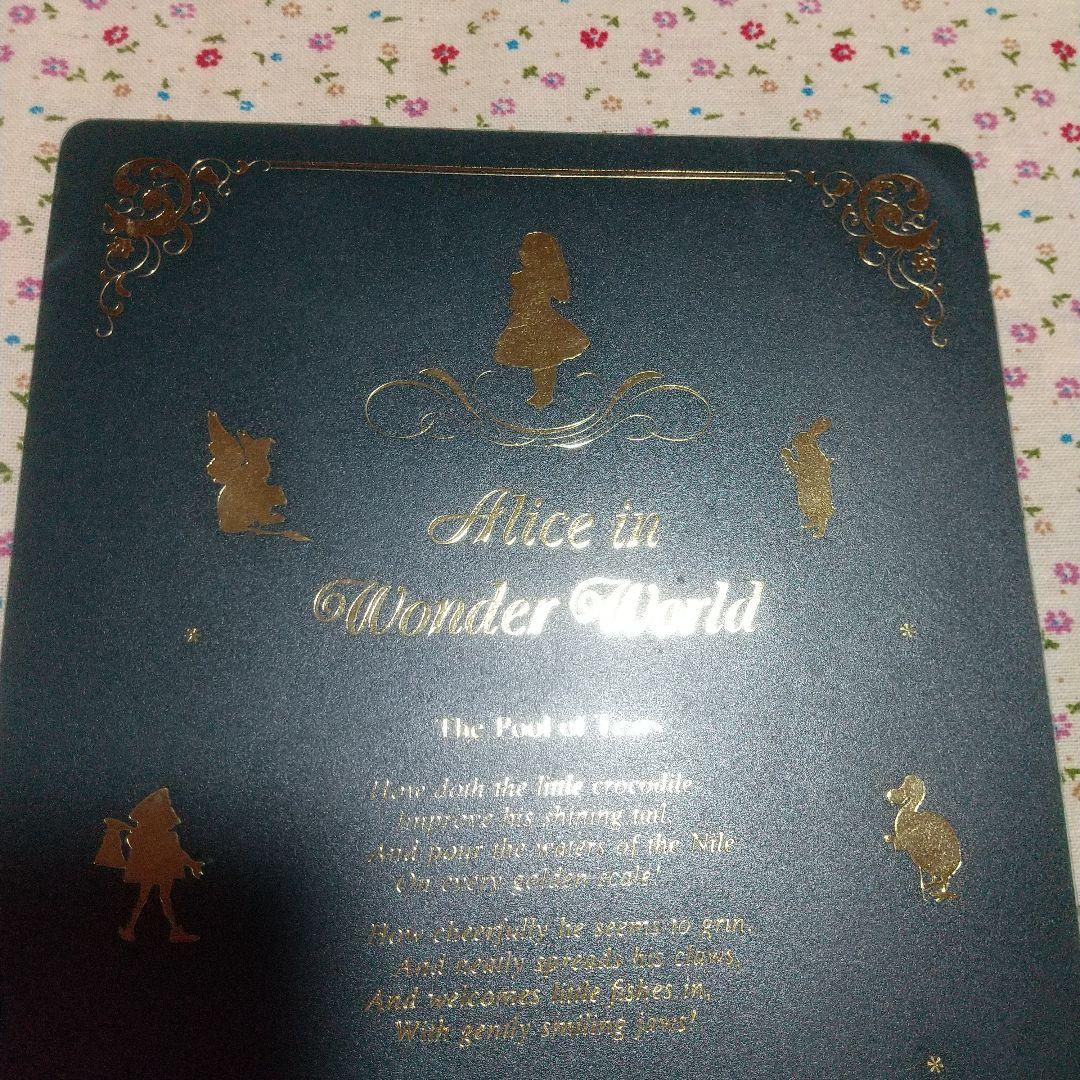 Alice in
Wonder World
The Pool of Tears
How doth the little crocodile
Improve his shining tail,
And pour the waters of the Nile
On every golden scale!
How cheerfully he seems to grin,
And neatly spreads his claws,
And welcomes little fishes in,
With gently smiling jaws!